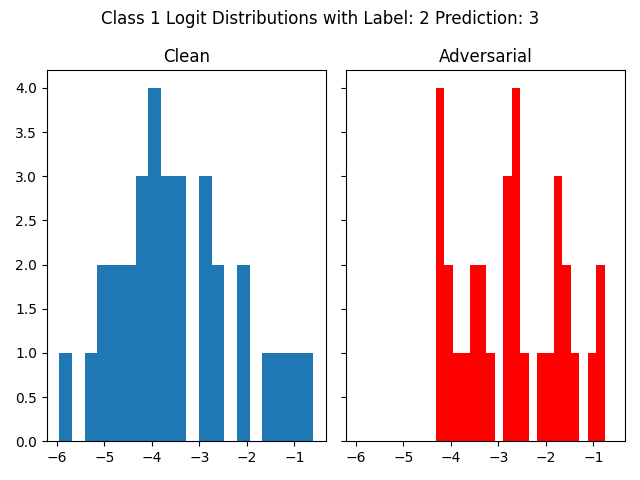 Class 1 Logit Distributions with Label: 2 Prediction: 3
Clean
Adversarial
4.0
3.5
3.0
2.5
2.0
1.5
1.0
0.5
0.0
−6 −5 −4 −3 −2 −1
−6 −5 −4 −3 −2 −1